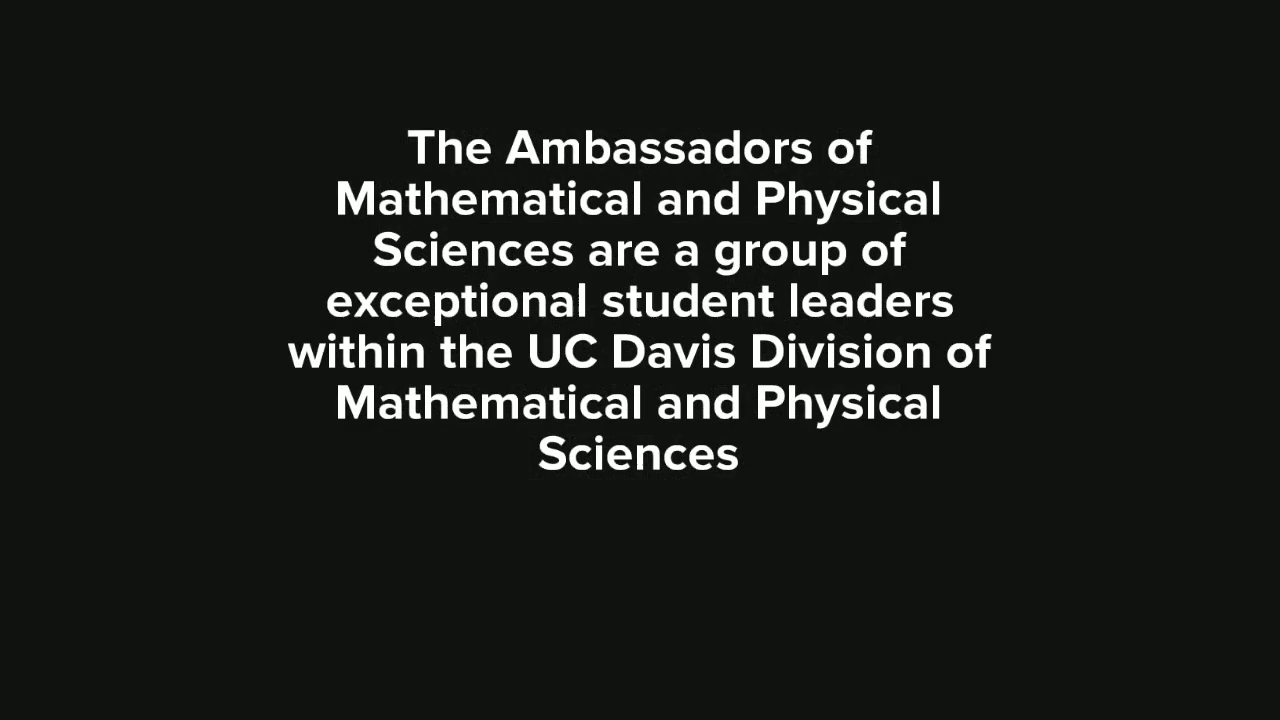 The Ambassadors of
Mathematical and Physical
Sciences are a group of
exceptional student leaders
within the UC Davis Division of
Mathematical and Physical
Sciences